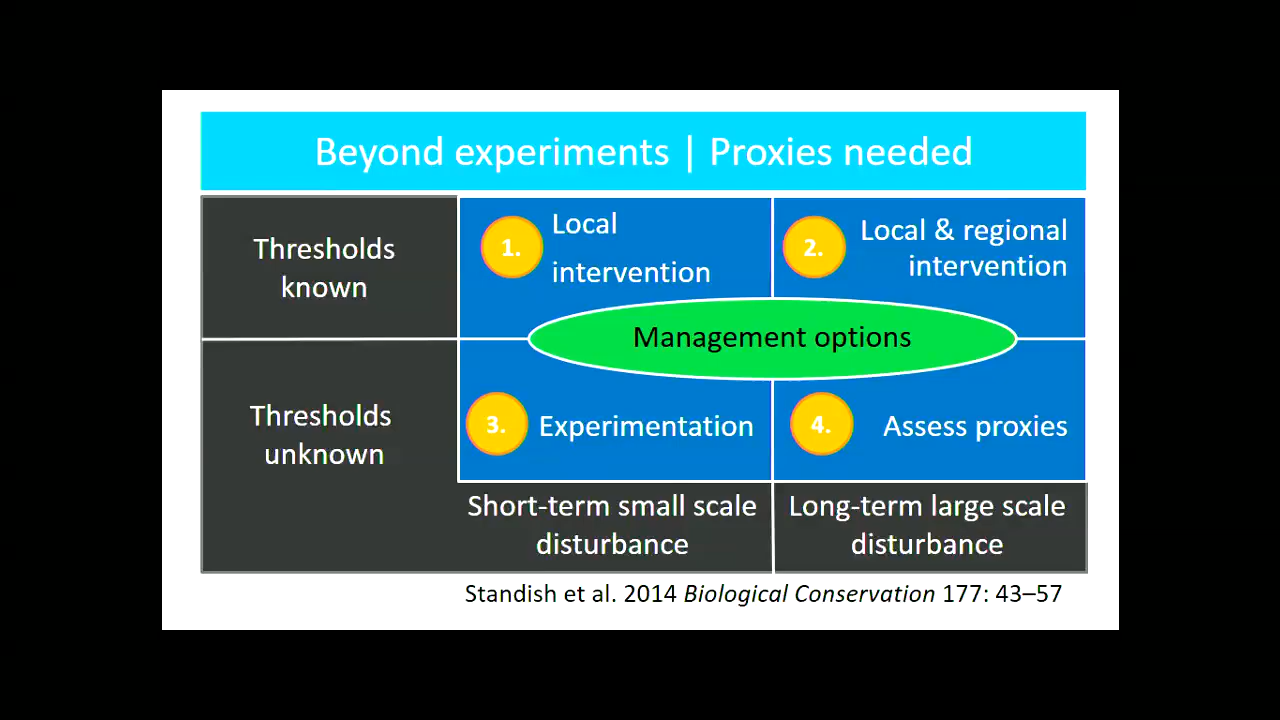 Beyond experiments | Proxies needed
Thresholds
known
1.
Local
intervention
2.
Local & regional
intervention
Management options
Thresholds
unknown
3.
Experimentation
4.
Assess proxies
Short-term small scale
disturbance
Long-term large scale
disturbance
Standish et al. 2014 Biological Conservation 177: 43–57